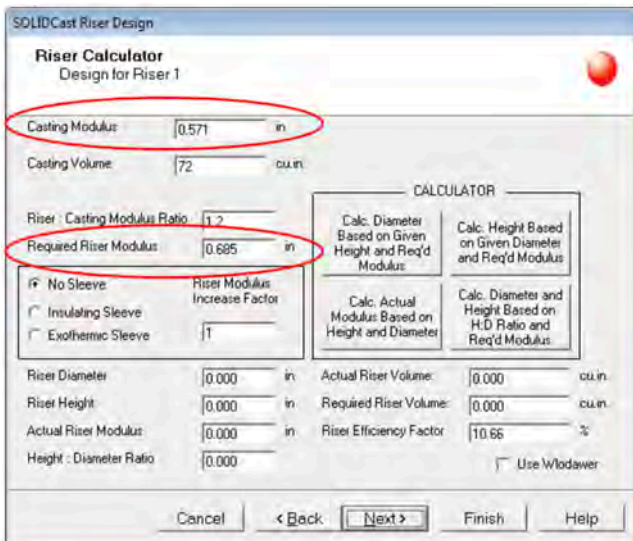 SOLIDCast Riser Design
Riser Calculator
Design for Riser 1
Casting Modulus 0.571 in
Casting Volume 72 cu.in.
Riser : Casting Modulus Ratio 1.2
Required Riser Modulus 0.685 in
No Sleeve
Insulating Sleeve
Exothermic Sleeve
Riser Modulus
Increase Factor
1
CALCULATOR
Calc. Diameter
Based on Given
Height and Req'd
Modulus
Calc. Height Based
on Given Diameter
and Req'd Modulus
Calc. Actual
Modulus Based on
Height and Diameter
Calc. Diameter and
Height Based on
H:D Ratio and
Req'd Modulus
Riser Diameter 0.000 in
Riser Height 0.000 in
Actual Riser Modulus 0.000 in
Height : Diameter Ratio 0.000
Actual Riser Volume: 0.000 cu.in.
Required Riser Volume: 0.000 cu.in.
Riser Efficiency Factor 10.66 %
Use Wlodawer
Cancel < Back Next > Finish Help